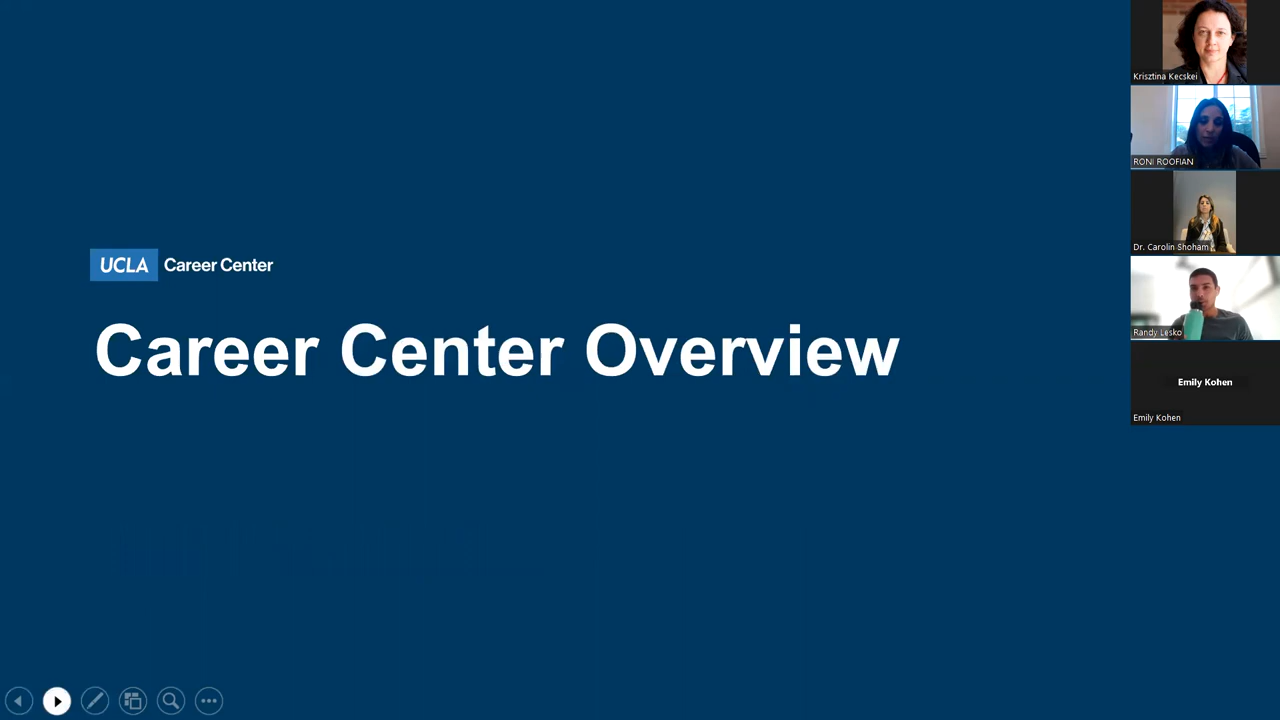 UCLA Career Center
Career Center Overview
Krisztina Kecskei
RONI ROOFIAN
Dr. Carolin Shoham
Randy Lesko
Emily Kohen
Emily Kohen